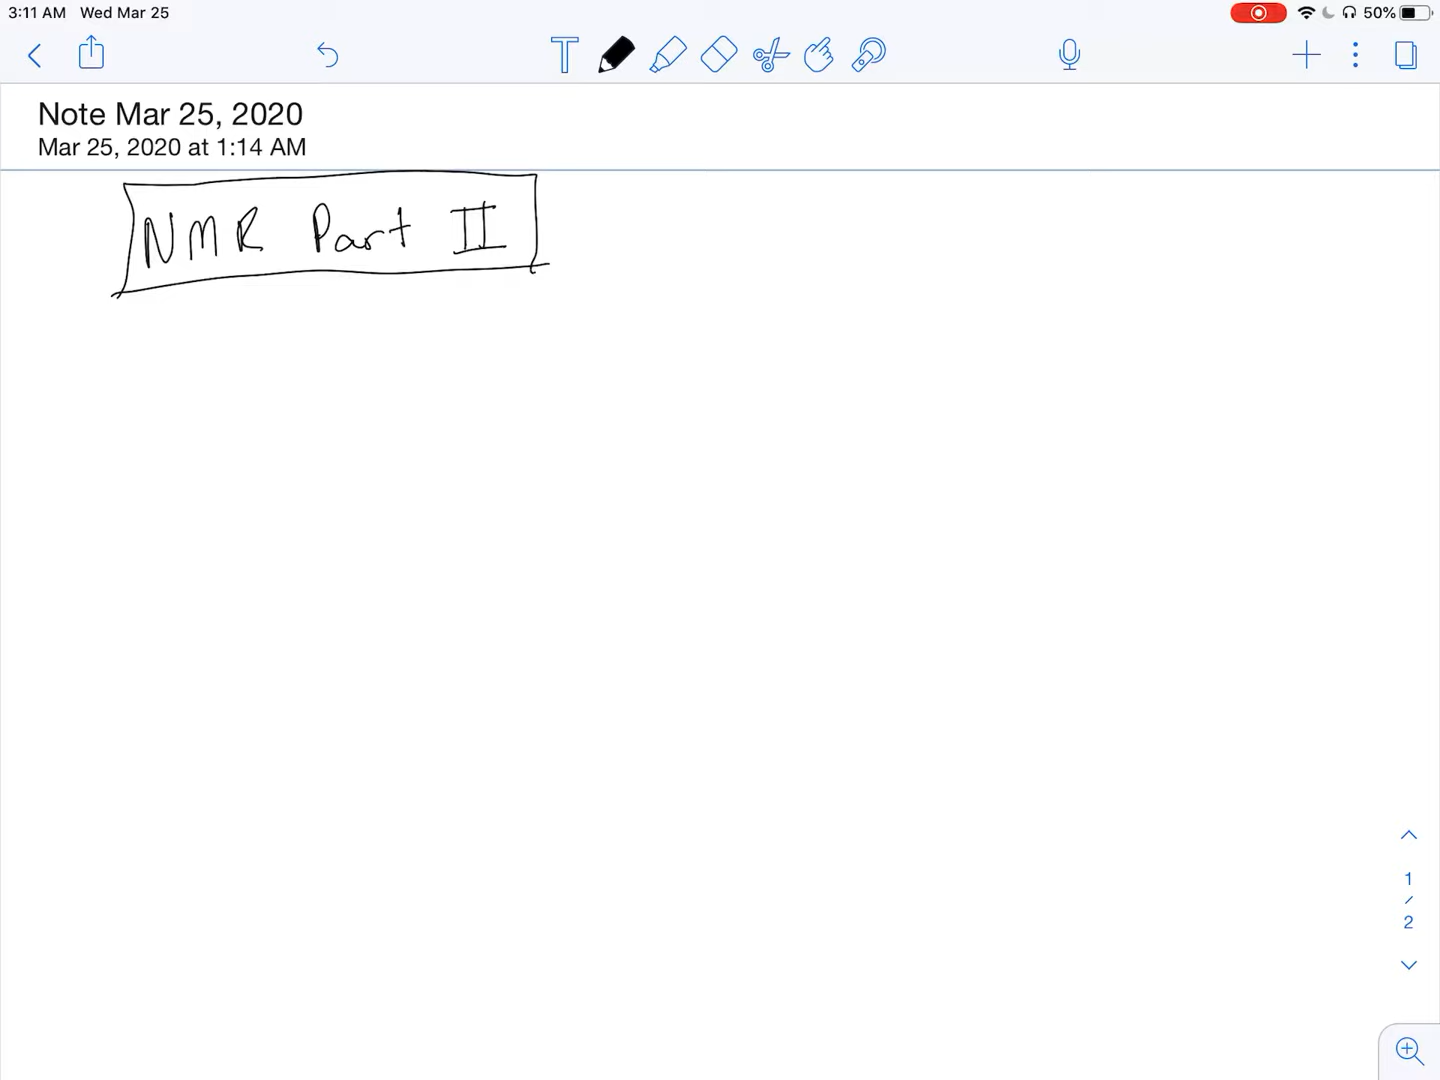 3:11 AM Wed Mar 25
50%
T
Note Mar 25, 2020
Mar 25, 2020 at 1:14 AM
NMR Part II
1
/
2